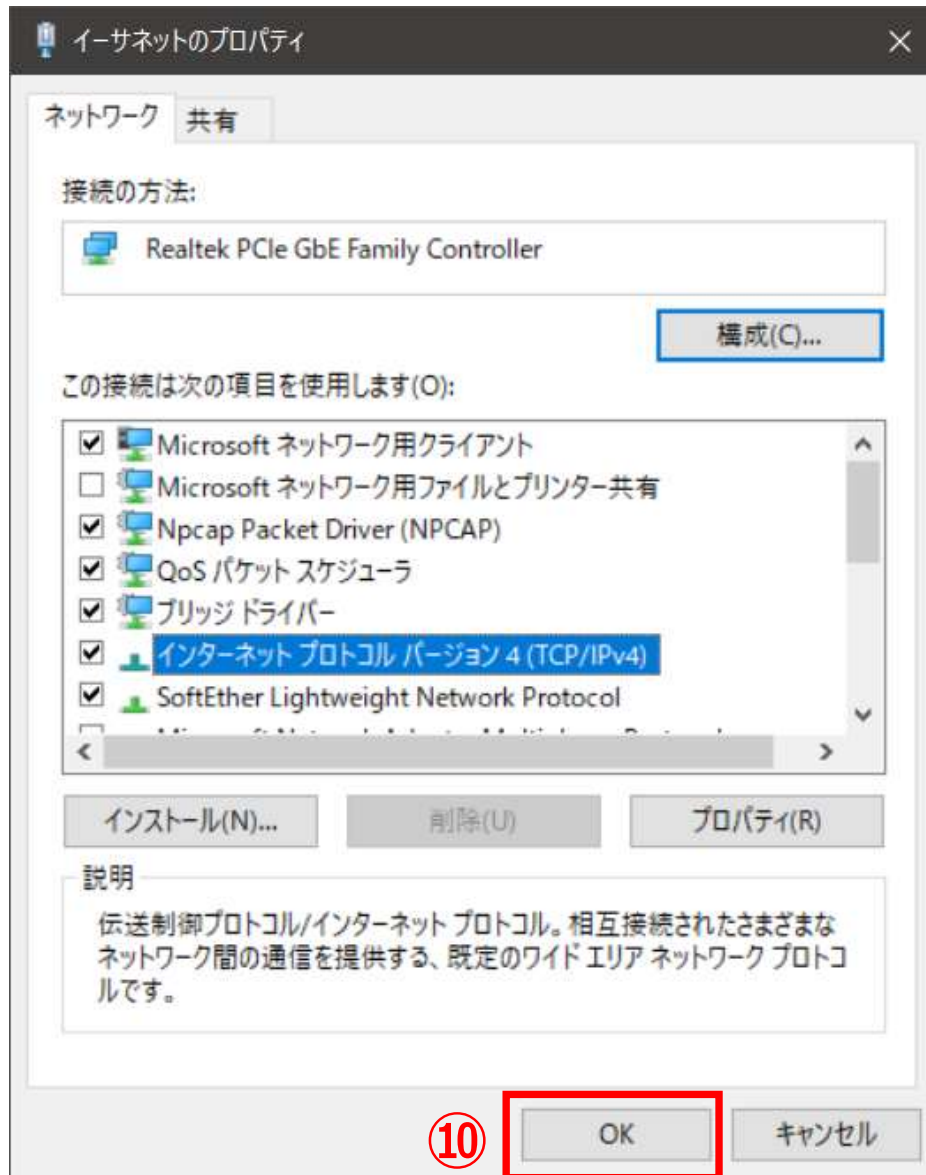 イーサネットのプロパティ
ネットワーク
共有
接続の方法:
Realtek PCIe GbE Family Controller
構成(C)...
この接続は次の項目を使用します(O):
Microsoft ネットワーク用クライアント
Microsoft ネットワーク用ファイルとプリンター共有
Npcap Packet Driver (NPCAP)
QoS パケット スケジューラ
ブリッジ ドライバー
インターネット プロトコル バージョン 4 (TCP/IPv4)
SoftEther Lightweight Network Protocol
インストール(N)...
削除(U)
プロパティ(R)
説明
伝送制御プロトコル/インターネット プロトコル。相互接続されたさまざまな
ネットワーク間の通信を提供する、既定のワイド エリア ネットワーク プロトコ
ルです。
⑩
OK
キャンセル